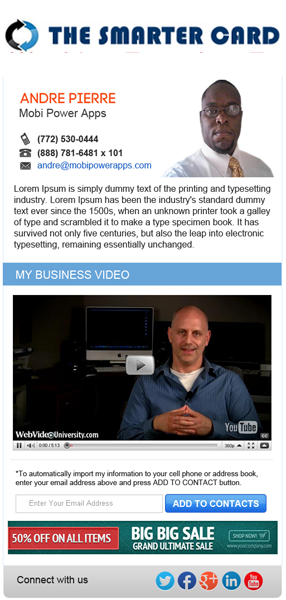 THE SMARTER CARD
ANDRE PIERRE
Mobi Power Apps
(772) 530-0444
(888) 781-6481 x 101
andre@mobipowerapps.com
Lorem Ipsum is simply dummy text of the printing and typesetting
industry. Lorem Ipsum has been the industry's standard dummy
text ever since the 1500s, when an unknown printer took a galley
of type and scrambled it to make a type specimen book. It has
survived not only five centuries, but also the leap into electronic
typesetting, remaining essentially unchanged.
MY BUSINESS VIDEO
WebVideoUniversity.com
YouTube
0:00 / 5:13
360p
CC
*To automatically import my information to your cell phone or address book,
enter your email address above and press ADD TO CONTACT button.
Enter Your Email Address
ADD TO CONTACTS
50% OFF ON ALL ITEMS
BIG BIG SALE
GRAND ULTIMATE SALE
SHOP NOW!
www.yourcompany.com
Connect with us
You Tube